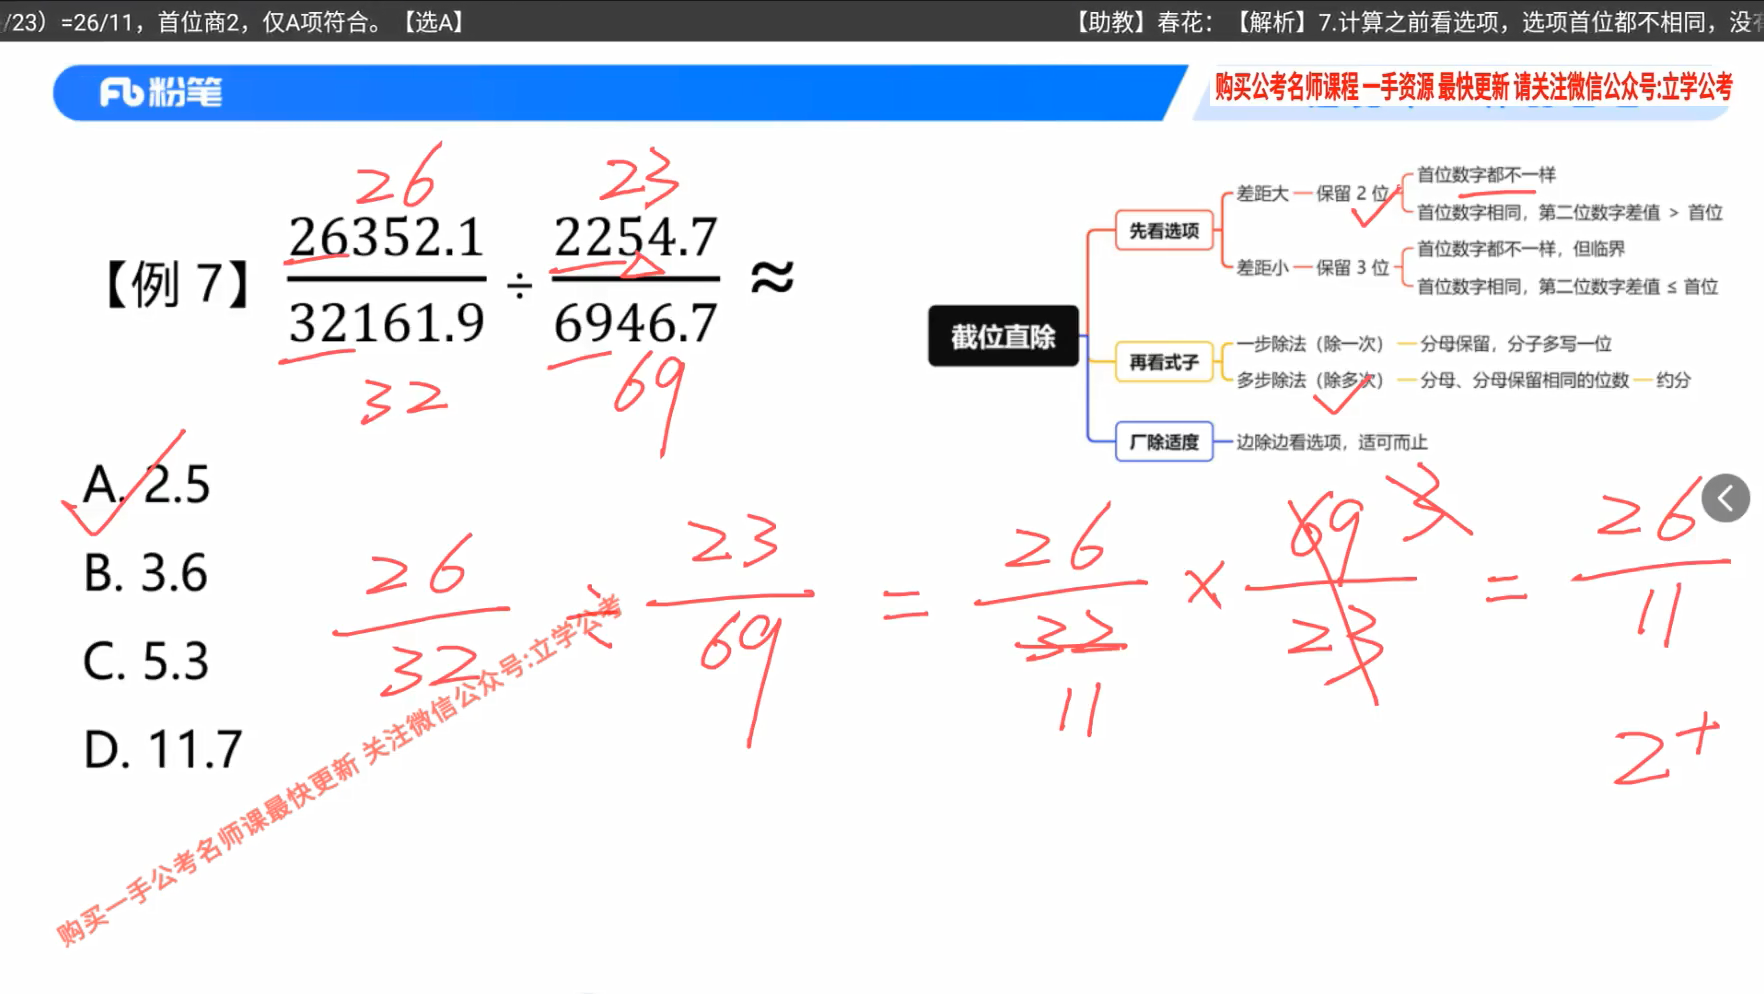 /23）=26/11，首位商2，仅A项符合。【选A】
【助教】春花：【解析】7.计算之前看选项，选项首位都不相同，没有
粉笔
购买公考名师课程 一手资源 最快更新 请关注微信公众号:立学公考
26 23
【例 7】 26352.1/32161.9 ÷ 2254.7/6946.7 ≈
32 69
截位直除
先看选项
差距大 保留 2 位
首位数字都不一样
首位数字相同，第二位数字差值 > 首位
差距小 保留 3 位
首位数字都不一样，但临界
首位数字相同，第二位数字差值 ≤ 首位
再看式子
一步除法（除一次） 分母保留，分子多写一位
多步除法（除多次） 分母、分母保留相同的位数 约分
厂除适度 边除边看选项，适可而止
A. 2.5
B. 3.6
C. 5.3
D. 11.7
26/32 ÷ 23/69 = 26/32 × 69/23 = 26/11
3
11
2+
购买一手公考名师课最快更新 关注微信公众号:立学公考